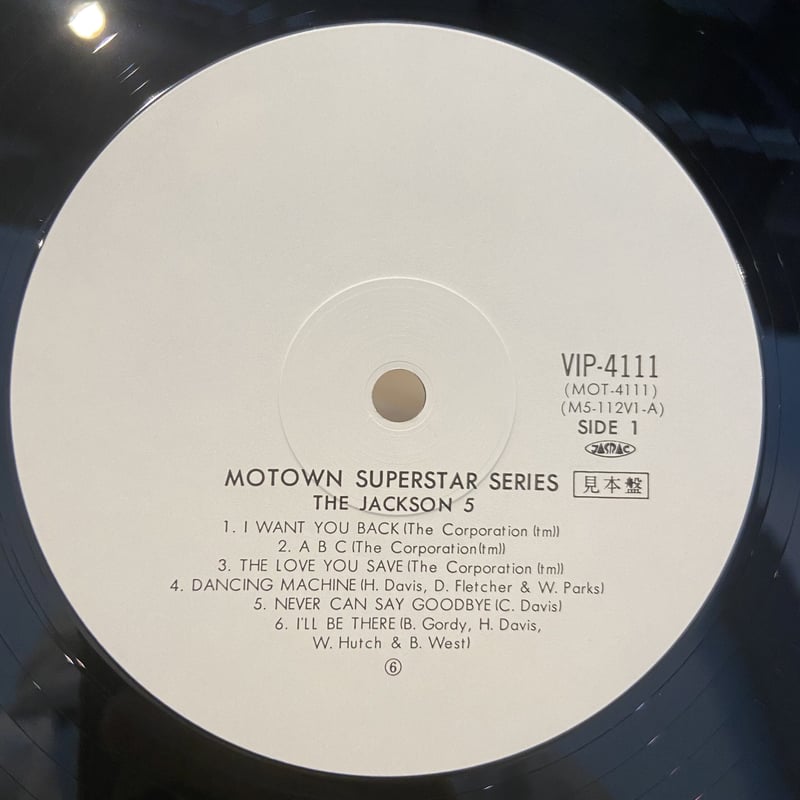 VIP-4111
(MOT-4111)
(M5-112V1-A)
SIDE 1
JASRAC
MOTOWN SUPERSTAR SERIES 見本盤
THE JACKSON 5
1. I WANT YOU BACK (The Corporation (tm))
2. A B C (The Corporation(tm))
3. THE LOVE YOU SAVE (The Corporation (tm))
4. DANCING MACHINE (H. Davis, D. Fletcher & W. Parks)
5. NEVER CAN SAY GOODBYE (C. Davis)
6. I'LL BE THERE (B. Gordy, H. Davis,
W. Hutch & B. West)
⑥